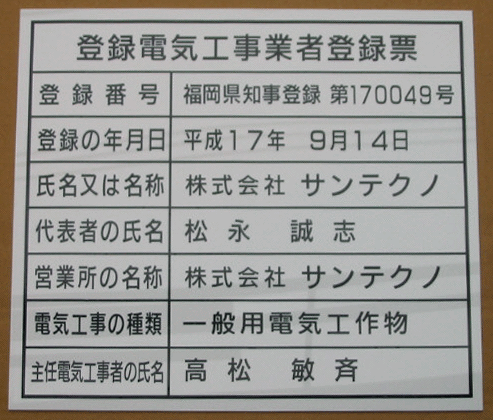 登録電気工事業者登録票
登録番号 福岡県知事登録 第170049号
登録の年月日 平成17年 9月14日
氏名又は名称 株式会社 サンテクノ
代表者の氏名 松永 誠志
営業所の名称 株式会社 サンテクノ
電気工事の種類 一般用電気工作物
主任電気工事者の氏名 高松 敏斉